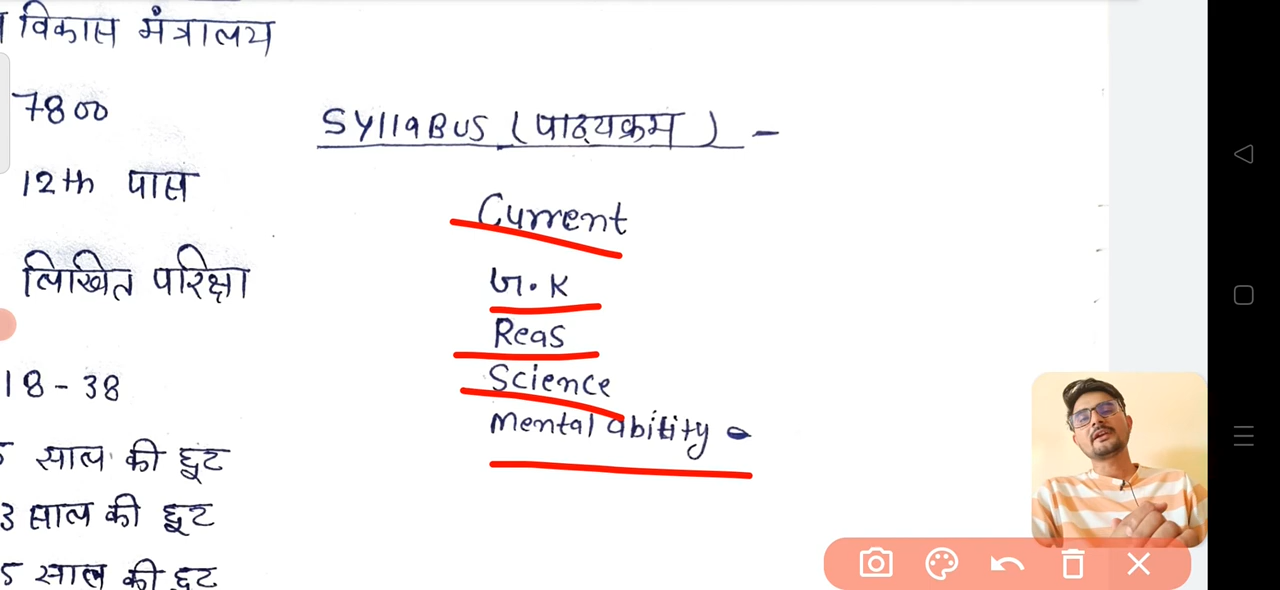 विकास मंत्रालय
7800
12th पास
लिखित परिक्षा
18 - 38
साल की छूट
3 साल की छूट
5 साल की छूट
SYllaBUS (पाठ्यक्रम) -
Current
G.K
Reas
Science
Mental ability -